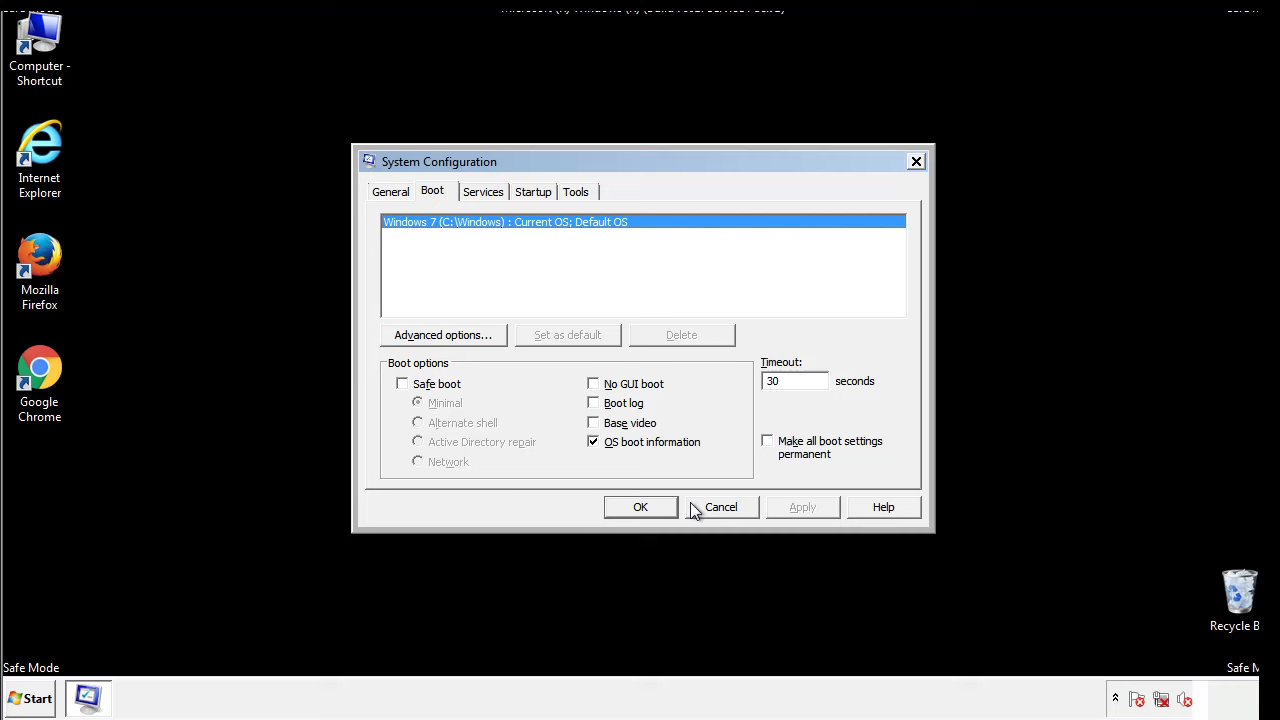 Computer -
Shortcut
Internet
Explorer
Mozilla
Firefox
Google
Chrome
System Configuration
General
Boot
Services
Startup
Tools
Windows 7 (C:\Windows) : Current OS; Default OS
Advanced options...
Set as default
Delete
Boot options
Safe boot
Minimal
Alternate shell
Active Directory repair
Network
No GUI boot
Boot log
Base video
OS boot information
Timeout:
30 seconds
Make all boot settings
permanent
OK
Cancel
Apply
Help
Recycle B
Safe Mode
Safe M
Start